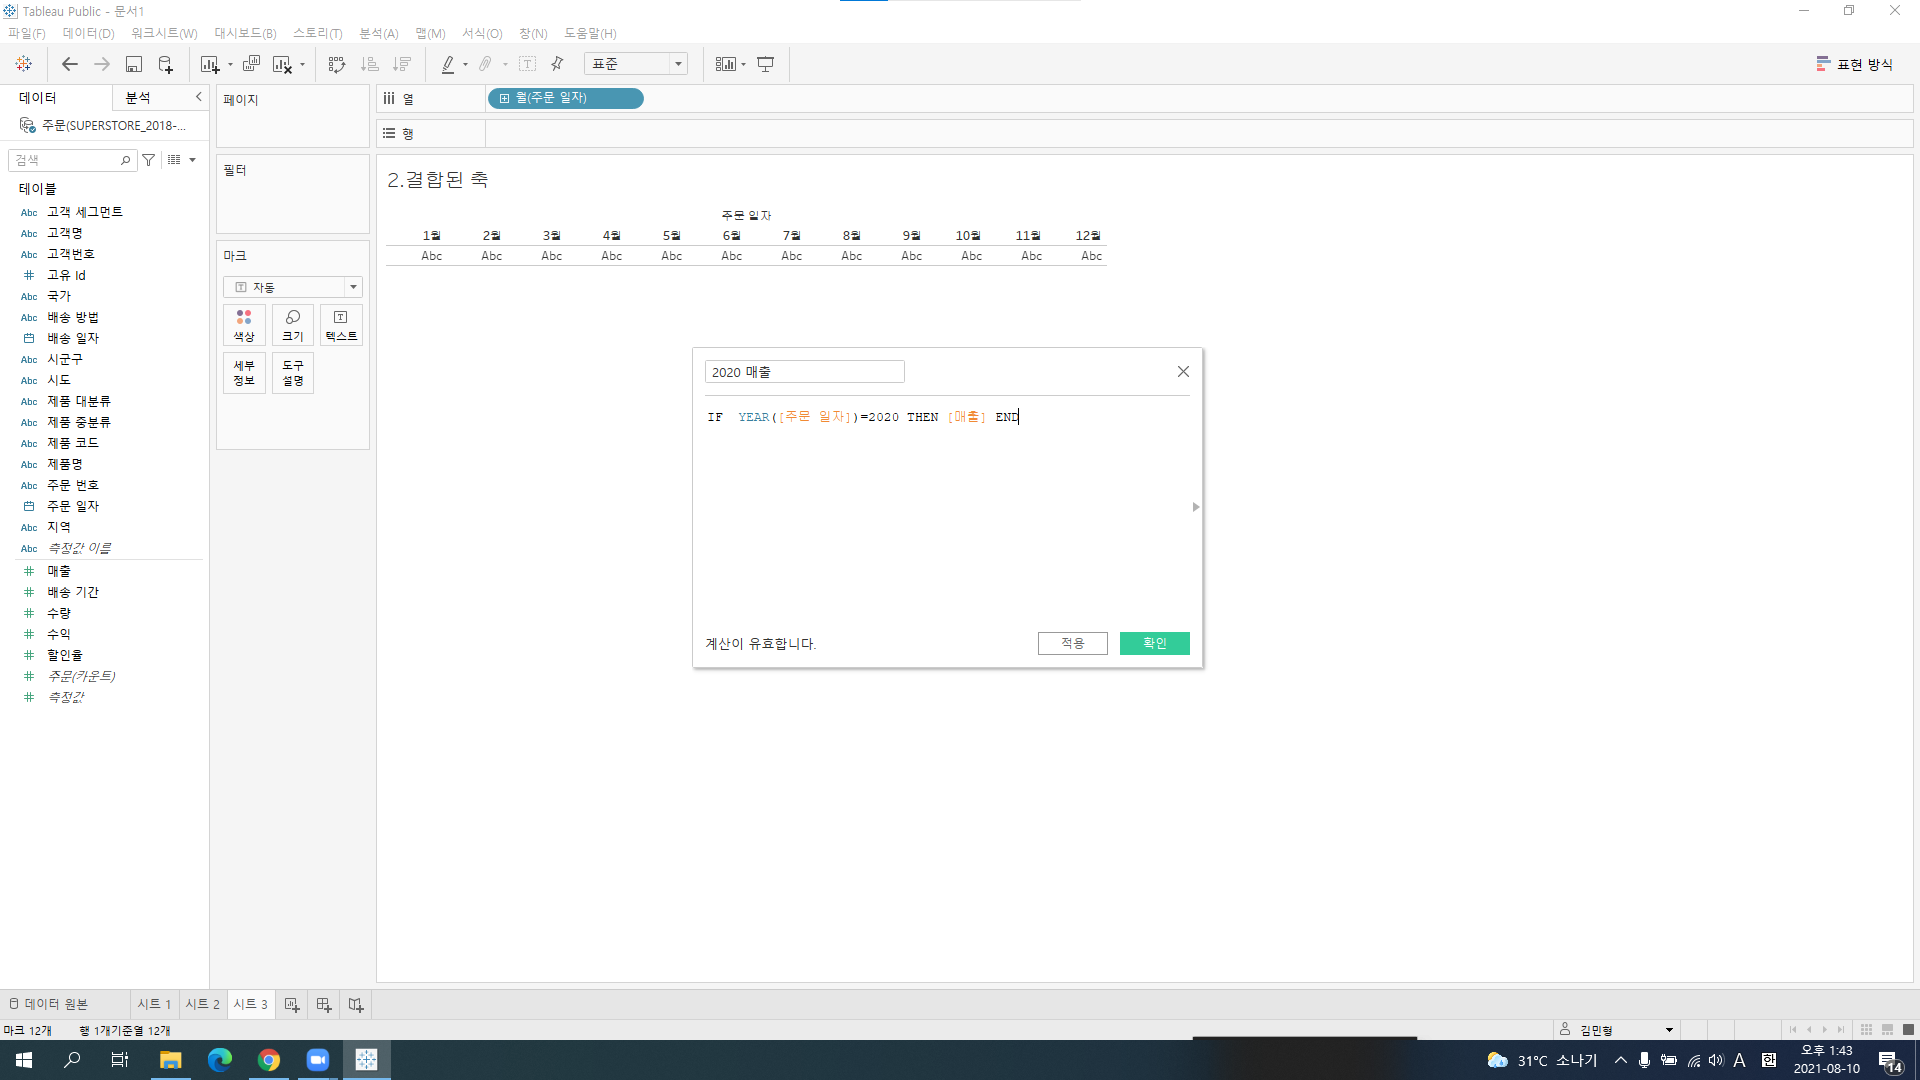 Tableau Public - 문서1
파일(F) 데이터(D) 워크시트(W) 대시보드(B) 스토리(T) 분석(A) 맵(M) 서식(O) 창(N) 도움말(H)
표준
표현 방식
데이터 분석
주문(SUPERSTORE_2018-...
검색
테이블
Abc 고객 세그먼트
Abc 고객명
Abc 고객번호
고유 Id
Abc 국가
Abc 배송 방법
배송 일자
Abc 시군구
Abc 시도
Abc 제품 대분류
Abc 제품 중분류
Abc 제품 코드
Abc 제품명
Abc 주문 번호
주문 일자
Abc 지역
Abc 측정값 이름
매출
배송 기간
수량
수익
할인율
주문(카운트)
측정값
페이지
필터
마크
자동
색상 크기 텍스트
세부 정보 도구 설명
열 월(주문 일자)
행
2.결합된 축
주문 일자
1월 2월 3월 4월 5월 6월 7월 8월 9월 10월 11월 12월
Abc Abc Abc Abc Abc Abc Abc Abc Abc Abc Abc Abc
2020 매출
IF  YEAR([주문 일자])=2020 THEN [매출] END
계산이 유효합니다.
적용 확인
데이터 원본 시트 1 시트 2 시트 3
마크 12개 행 1개기준열 12개
김민형
31°C 소나기
A 한
오후 1:43
2021-08-10
14